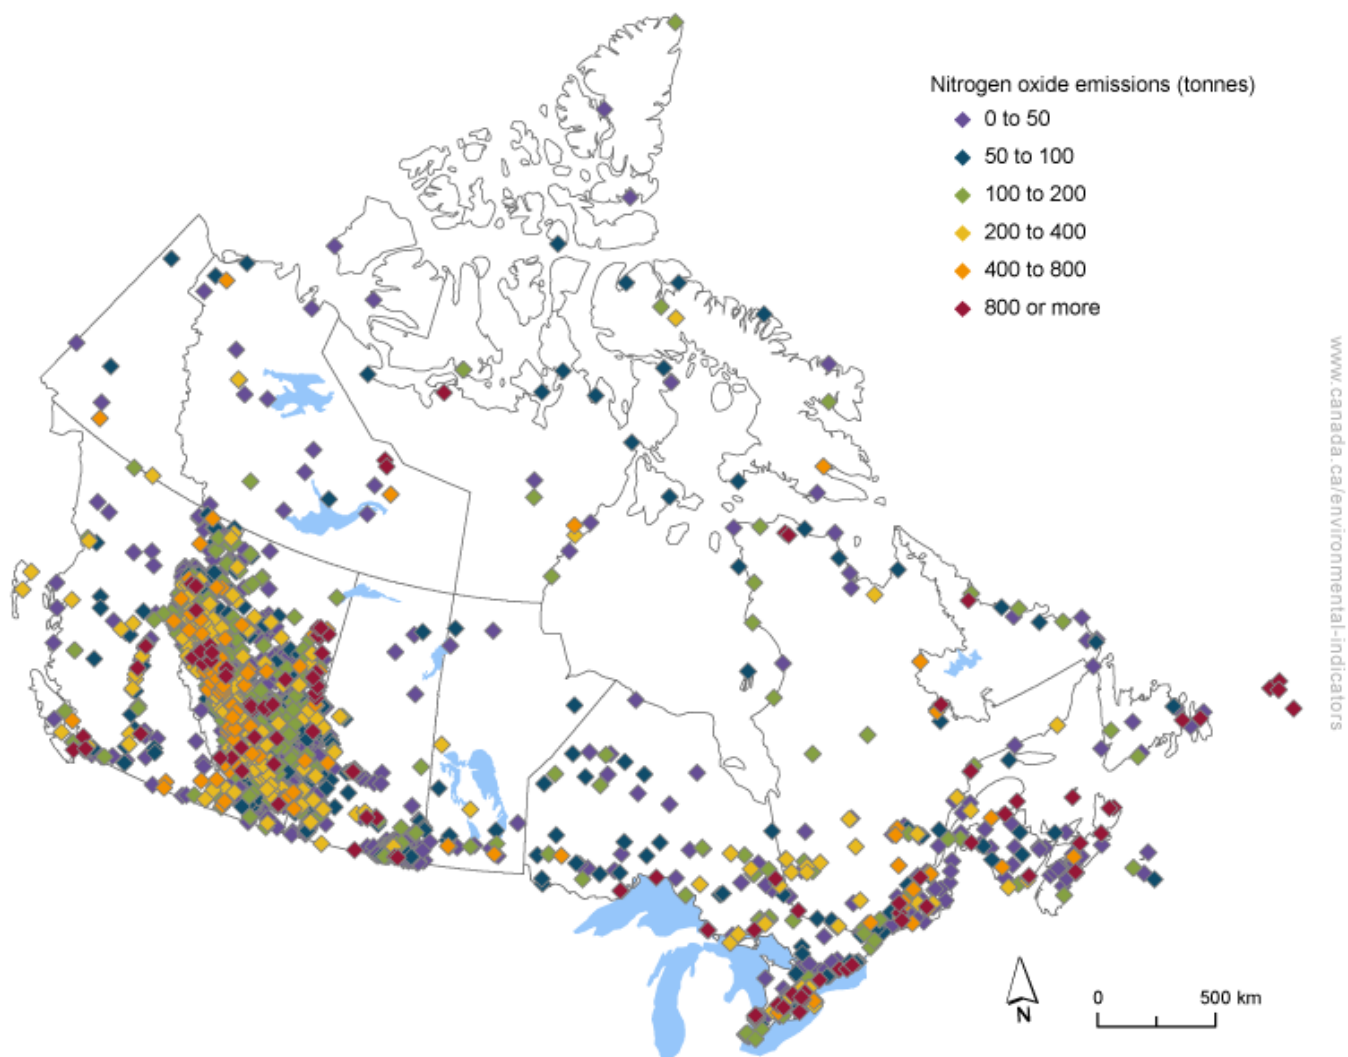 Nitrogen oxide emissions (tonnes)
0 to 50
50 to 100
100 to 200
200 to 400
400 to 800
800 or more
www.canada.ca/environmental-indicators
N
0 500 km